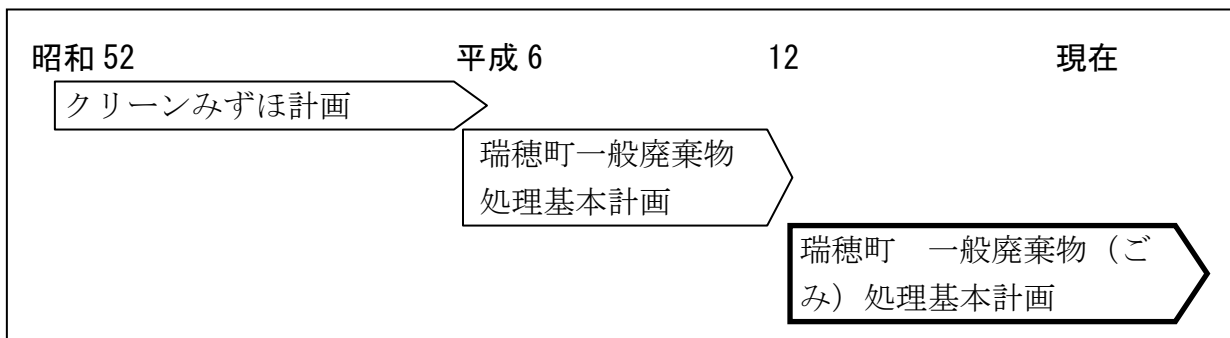 昭和 52 平成 6 12 現在
クリーンみずほ計画
瑞穂町一般廃棄物
処理基本計画
瑞穂町　一般廃棄物（ご
み）処理基本計画